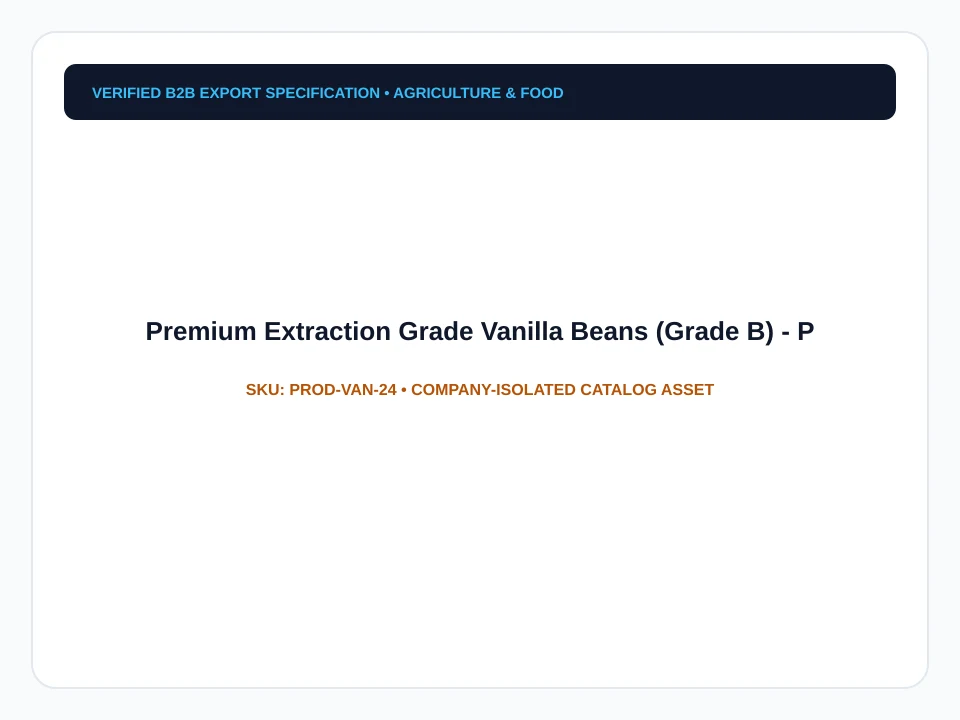 VERIFIED B2B EXPORT SPECIFICATION • AGRICULTURE & FOOD
Premium Extraction Grade Vanilla Beans (Grade B) - P
SKU: PROD-VAN-24 • COMPANY-ISOLATED CATALOG ASSET